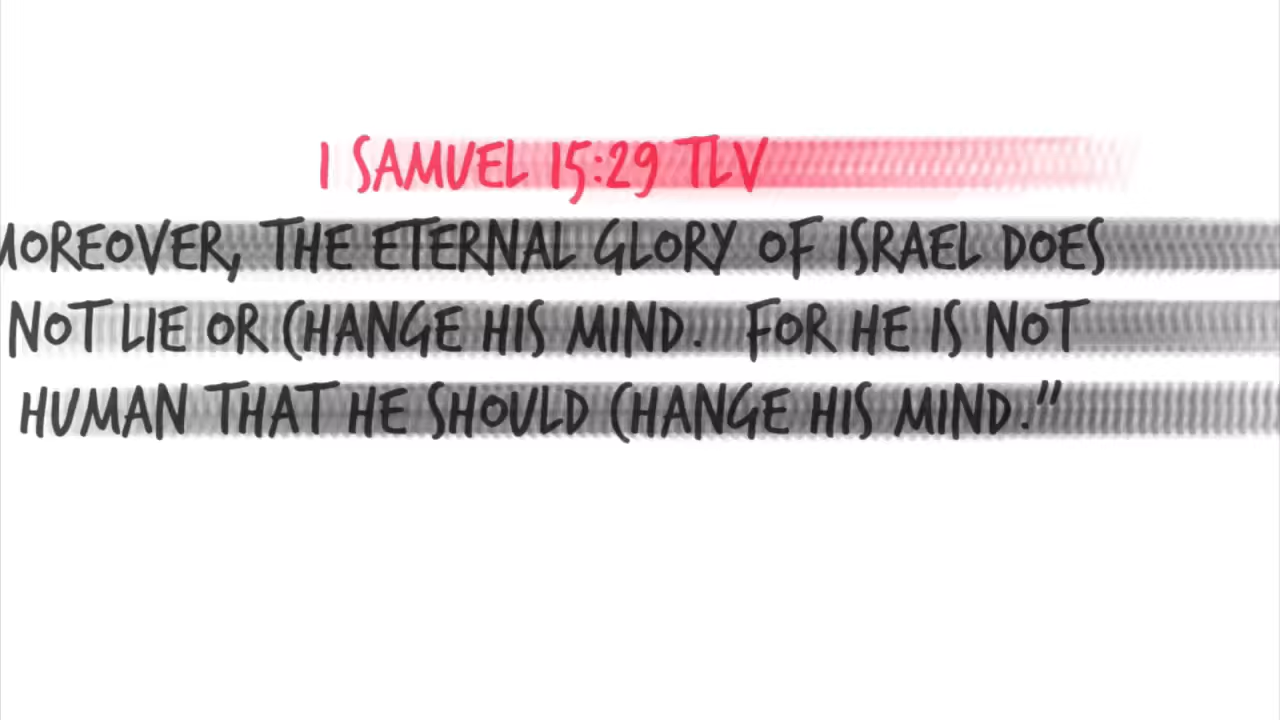 1 SAMUEL 15:29 TLV
MOREOVER, THE ETERNAL GLORY OF ISRAEL DOES
NOT LIE OR CHANGE HIS MIND. FOR HE IS NOT
HUMAN THAT HE SHOULD CHANGE HIS MIND."